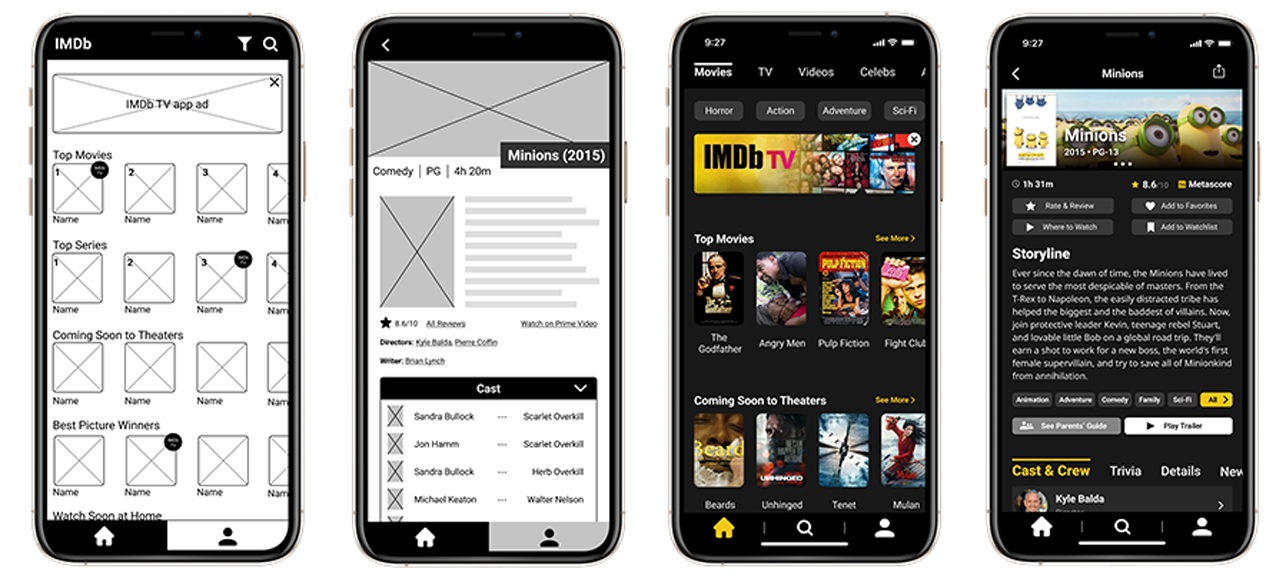 IMDb
IMDb TV app ad
Top Movies
1 2 3 4
IMDb TV
Name Name Name Name
Top Series
1 2 3 4
IMDb TV
Name Name Name Name
Coming Soon to Theaters
Name Name Name Name
Best Picture Winners
IMDb TV
Name Name Name Name
Watch Soon at Home
Minions (2015)
Comedy | PG | 4h 20m
8.6/10 All Reviews Watch on Prime Video
Directors: Kyle Balda, Pierre Coffin
Writer: Brian Lynch
Cast
Sandra Bullock --- Scarlet Overkill
Jon Hamm --- Scarlet Overkill
Sandra Bullock --- Herb Overkill
Michael Keaton --- Walter Nelson
9:27
Movies TV Videos Celebs A
Horror Action Adventure Sci-Fi
IMDb TV
Top Movies See More >
The Godfather
PULP FICTION
The
Godfather Angry Men Pulp Fiction Fight Club
Coming Soon to Theaters See More >
Beard
UNHINGED
Beards Unhinged Tenet Mulan
9:27
Minions
Minions
2015 • PG-13
1h 31m 8.6/10 Metascore
Rate & Review Add to Favorites
Where to Watch Add to Watchlist
Storyline
Ever since the dawn of time, the Minions have lived
to serve the most despicable of masters. From the
T-Rex to Napoleon, the easily distracted tribe has
helped the biggest and the baddest of villains. Now,
join protective leader Kevin, teenage rebel Stuart,
and lovable little Bob on a global road trip. They'll
earn a shot to work for a new boss, the world's first
female supervillain, and try to save all of Minionkind
from annihilation.
Animation Adventure Comedy Family Sci-Fi All >
See Parents' Guide Play Trailer
Cast & Crew Trivia Details New
Kyle Balda
Director